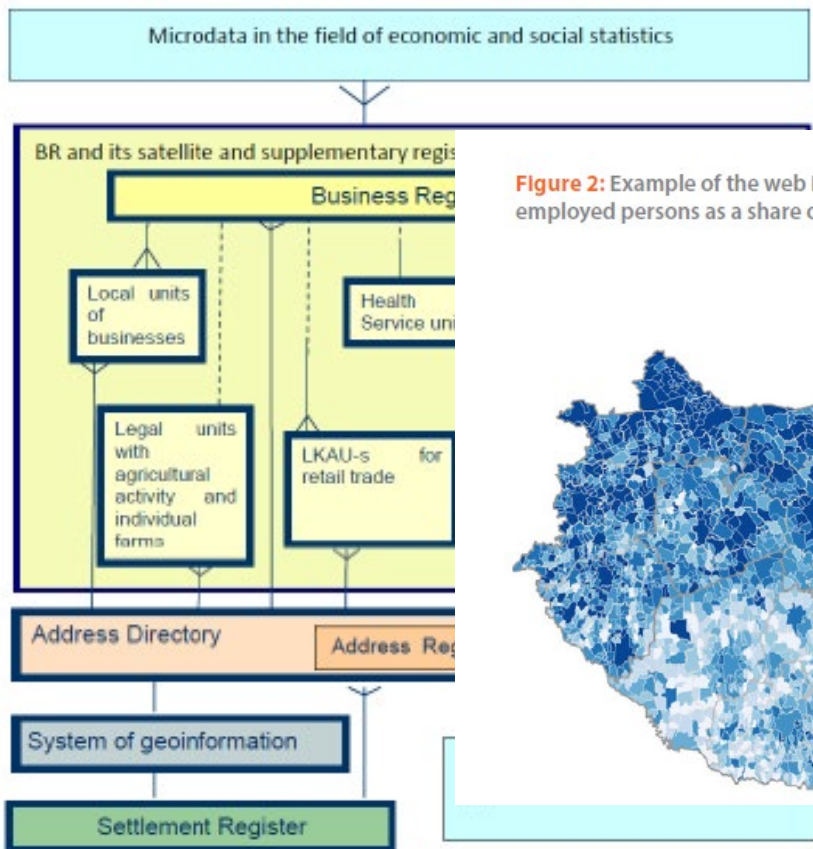 Microdata in the field of economic and social statistics
BR and its satellite and supplementary regis
Business Reg
Local units
of
businesses
Health
Service uni
Legal units
with
agricultural
activity and
individual
farms
LKAU-s for
retail trade
Address Directory
Address Reg
System of geoinformation
Settlement Register
Figure 2: Example of the web
employed persons as a share